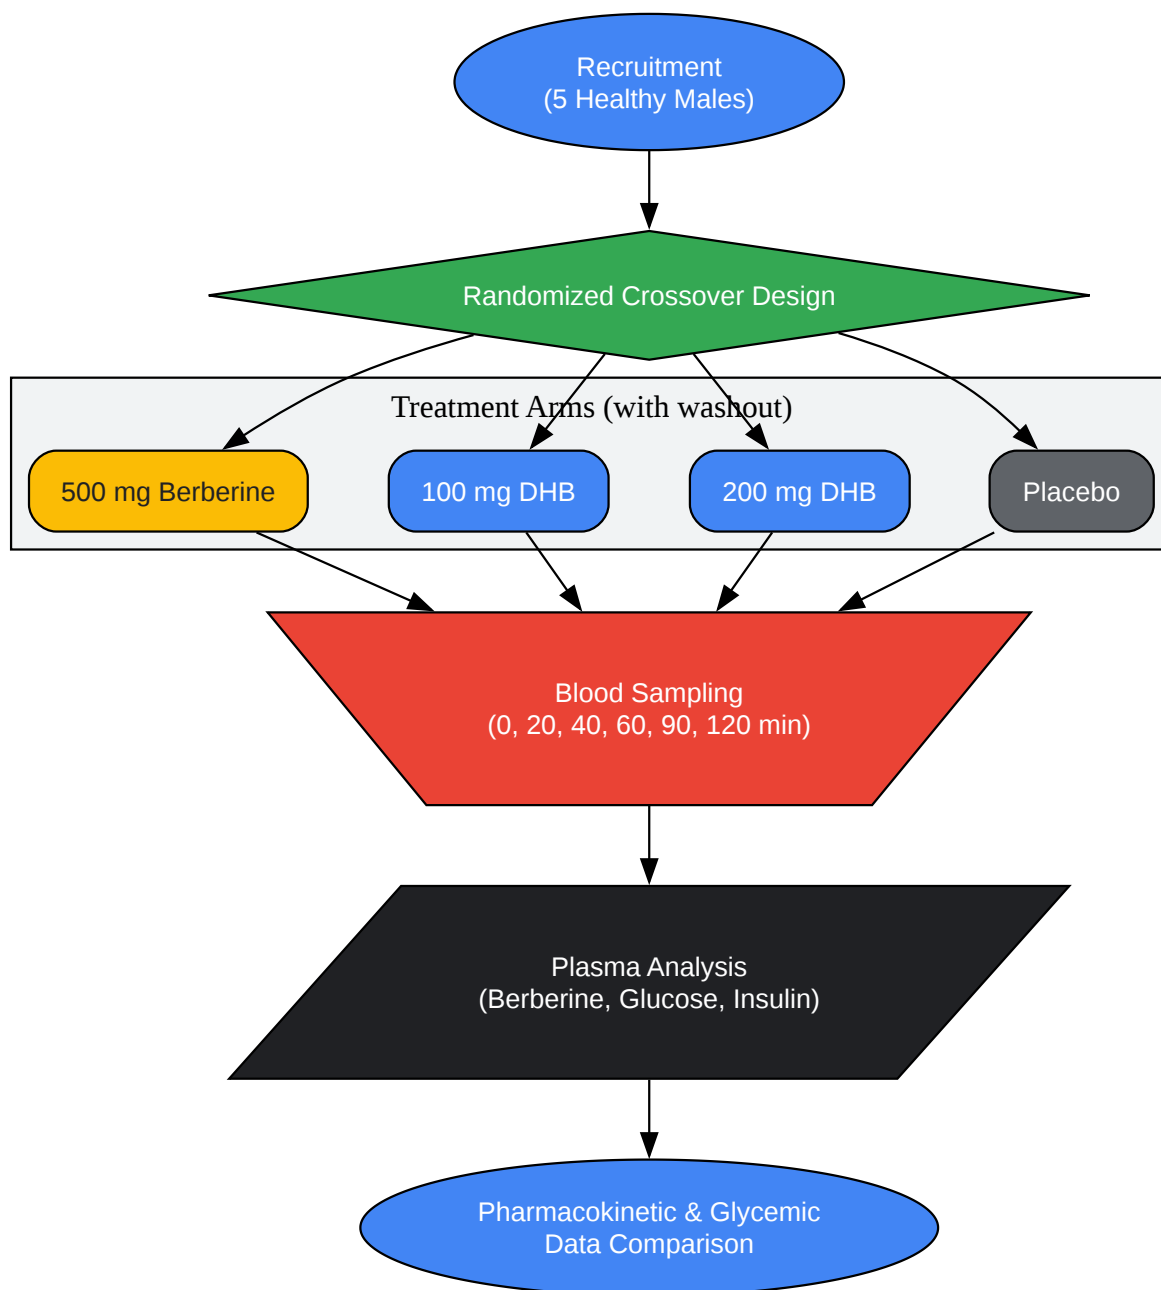 Recruitment
(5 Healthy Males)
Randomized Crossover Design
Treatment Arms (with washout)
500 mg Berberine
100 mg DHB
200 mg DHB
Placebo
Blood Sampling
(0, 20, 40, 60, 90, 120 min)
Plasma Analysis
(Berberine, Glucose, Insulin)
Pharmacokinetic & Glycemic
Data Comparison